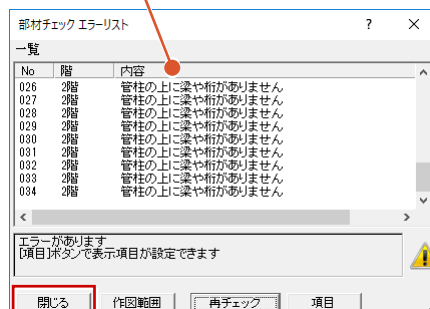 部材チェック エラーリスト ? ×
一覧
No 階 内容
026 2階 管柱の上に梁や桁がありません
027 2階 管柱の上に梁や桁がありません
028 2階 管柱の上に梁や桁がありません
029 2階 管柱の上に梁や桁がありません
030 2階 管柱の上に梁や桁がありません
031 2階 管柱の上に梁や桁がありません
032 2階 管柱の上に梁や桁がありません
033 2階 管柱の上に梁や桁がありません
034 2階 管柱の上に梁や桁がありません
エラーがあります
[項目]ボタンで表示項目が設定できます
閉じる 作図範囲 再チェック 項目